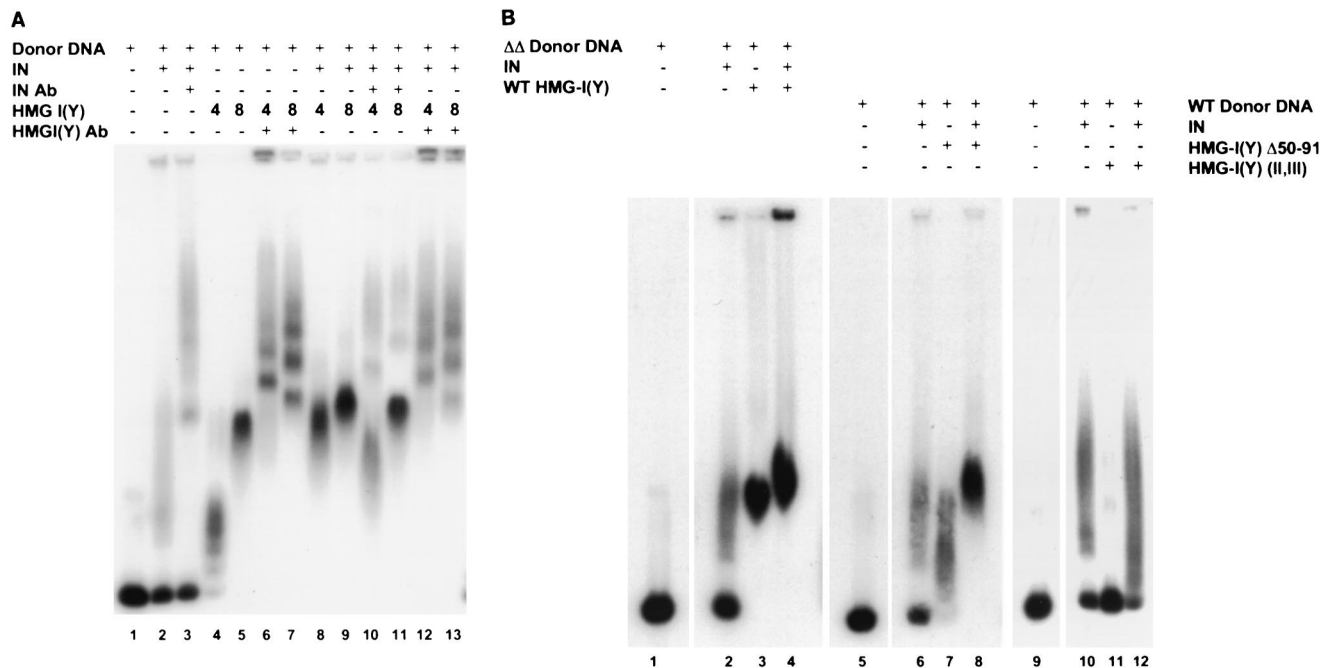 A
Donor DNA + + + + + + + + + + + + +
IN - + + - - - - + + + + + +
IN Ab - - + - - - - - - + + - -
HMG I(Y) - - - 4 8 4 8 4 8 4 8 4 8
HMGI(Y) Ab - - - - - + + - - - - + +
1 2 3 4 5 6 7 8 9 10 11 12 13
B
ΔΔ Donor DNA + + + +
IN - + - +
WT HMG-I(Y) - - + +
+ + + + + + + + WT Donor DNA
- + - + - + - + IN
- - + + - - - - HMG-I(Y) Δ50-91
- - - - - - + + HMG-I(Y) (II,III)
1 2 3 4 5 6 7 8 9 10 11 12